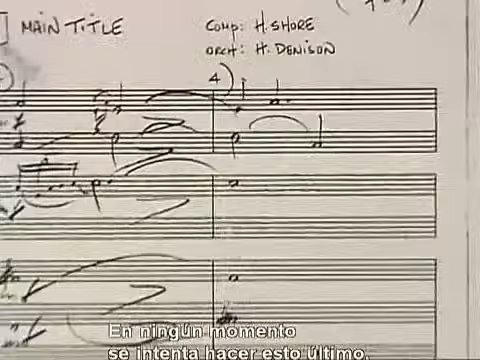 MAIN TITLE
COMP: H. SHORE
ORCH: H. DENISON
4)
En ningún momento
se intenta hacer esto último,